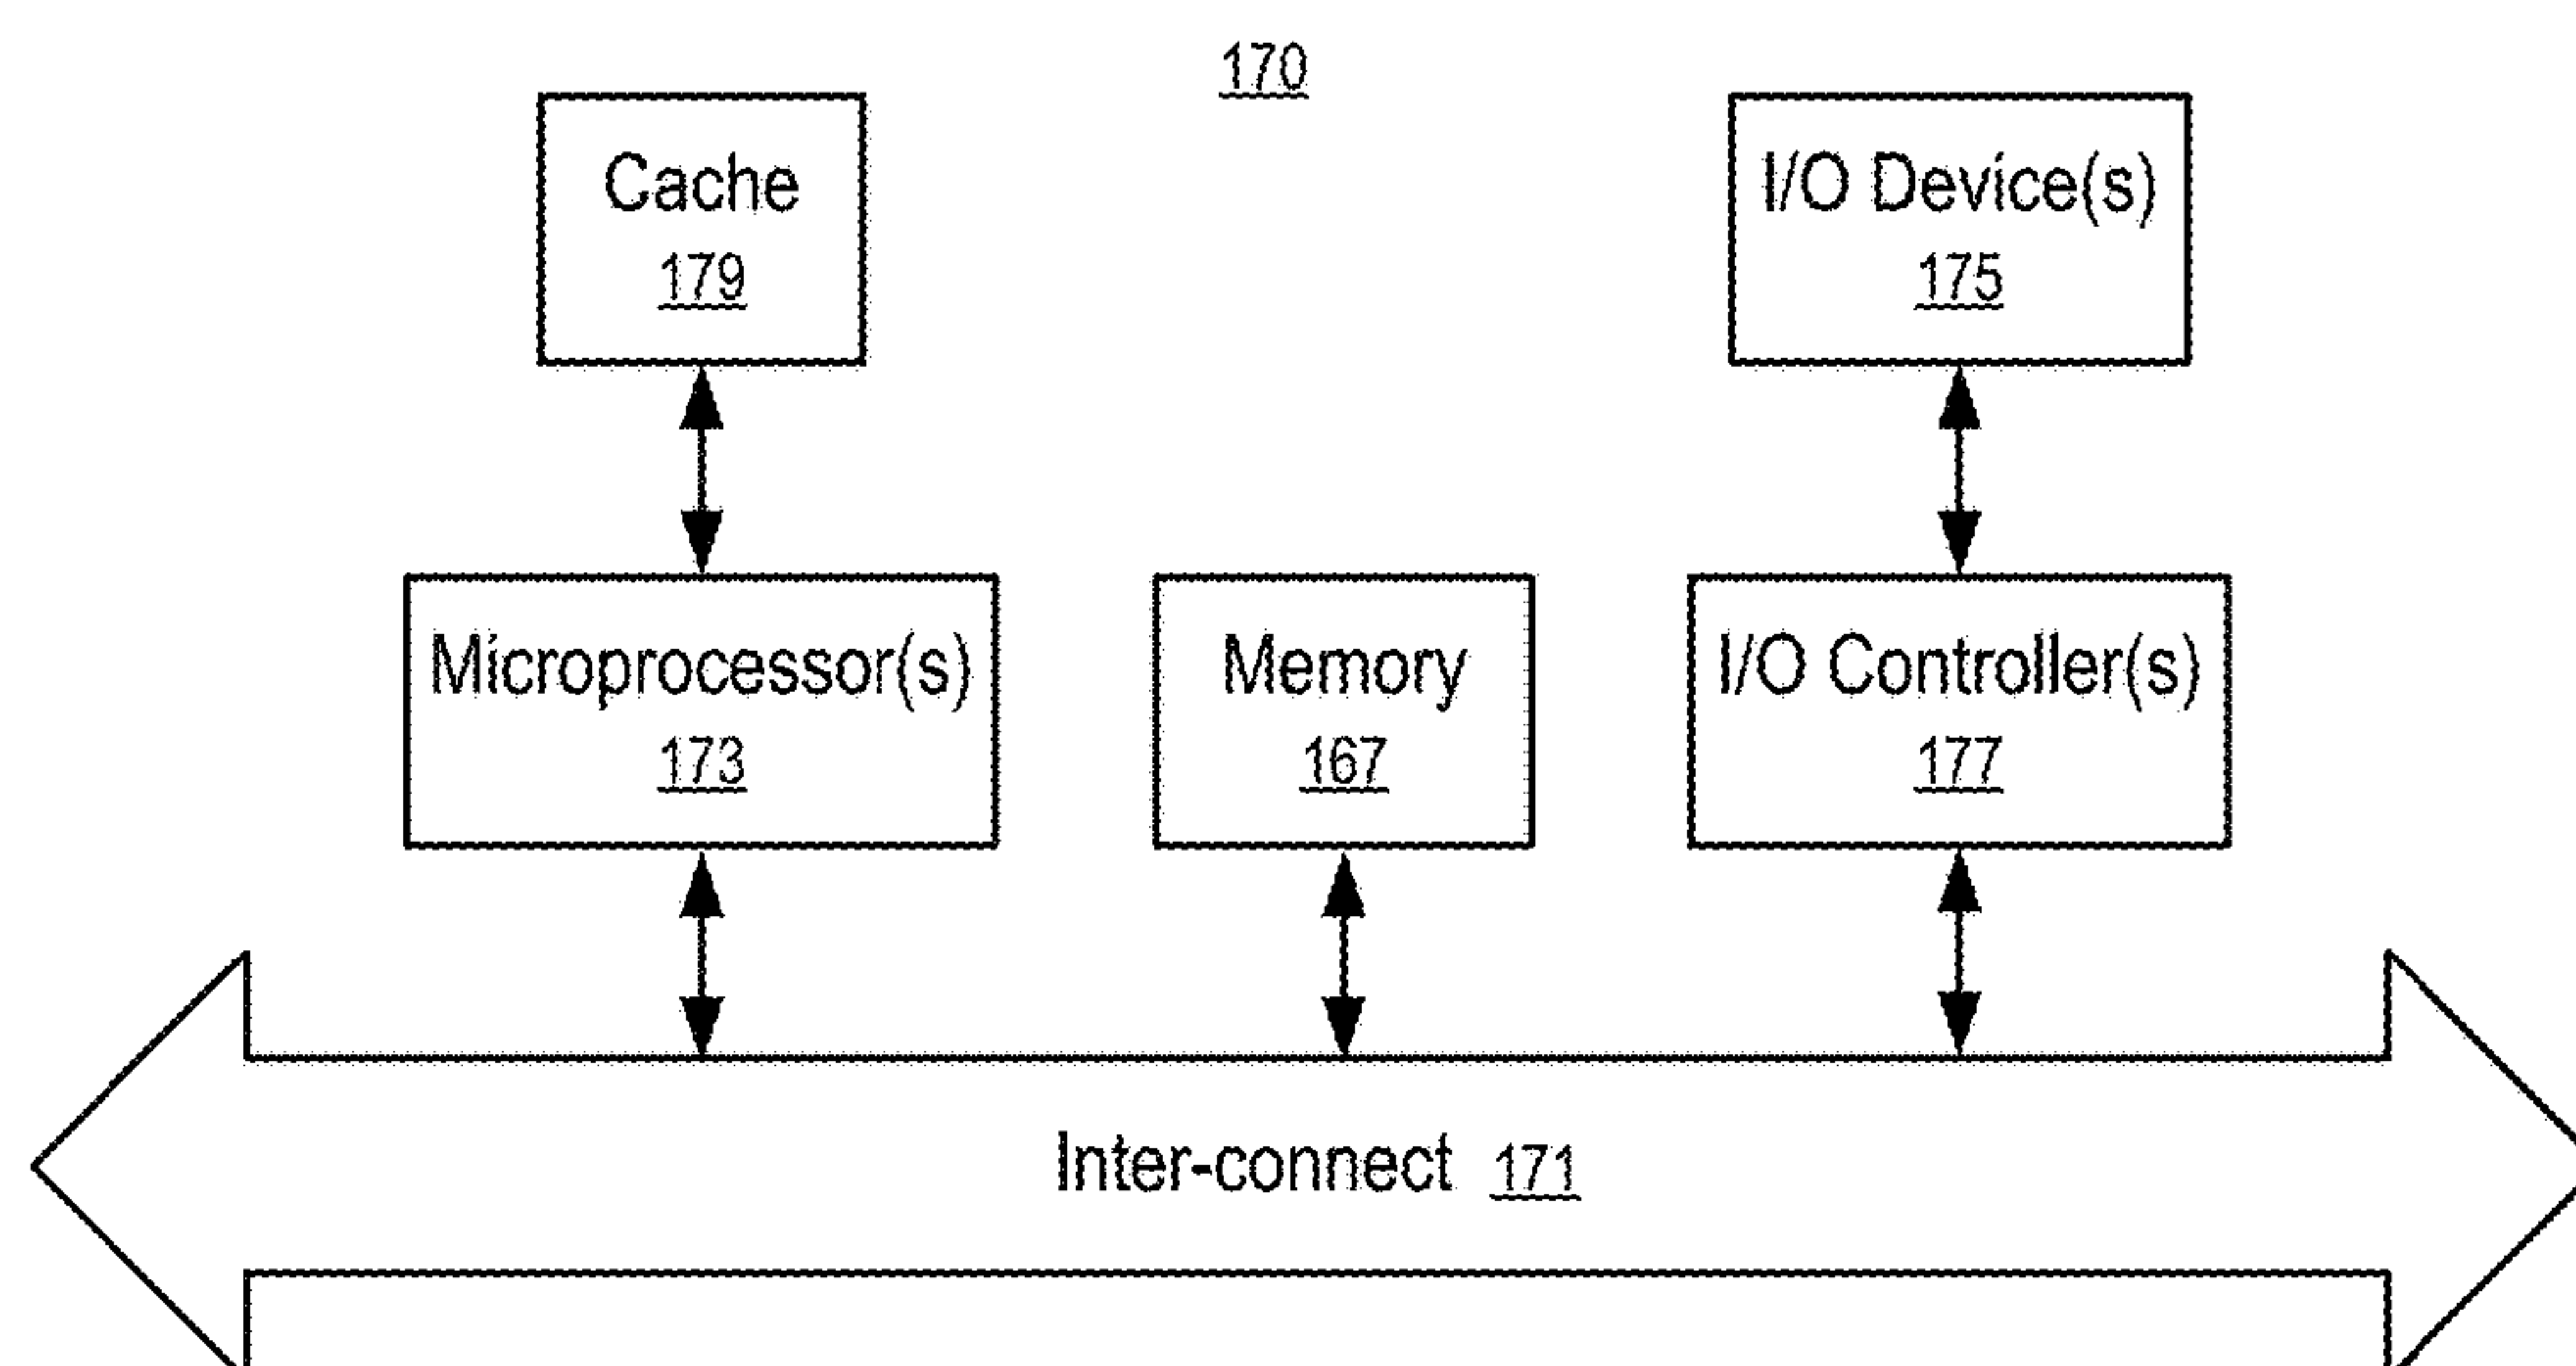 170
Cache
179
I/O Device(s)
175
Microprocessor(s)
173
Memory
167
I/O Controller(s)
177
Inter-connect 171